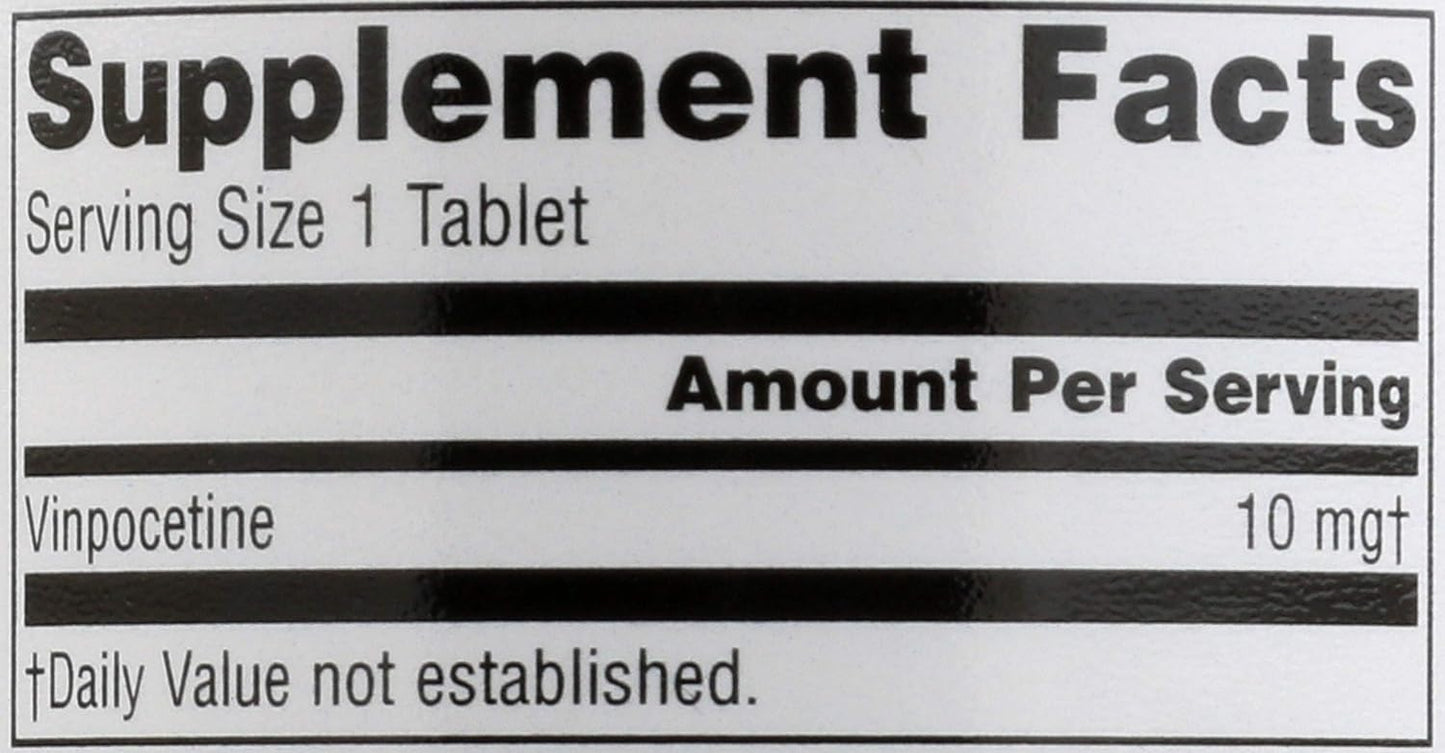 Supplement Facts
Serving Size 1 Tablet
Amount Per Serving
Vinpocetine 10 mg†
†Daily Value not established.